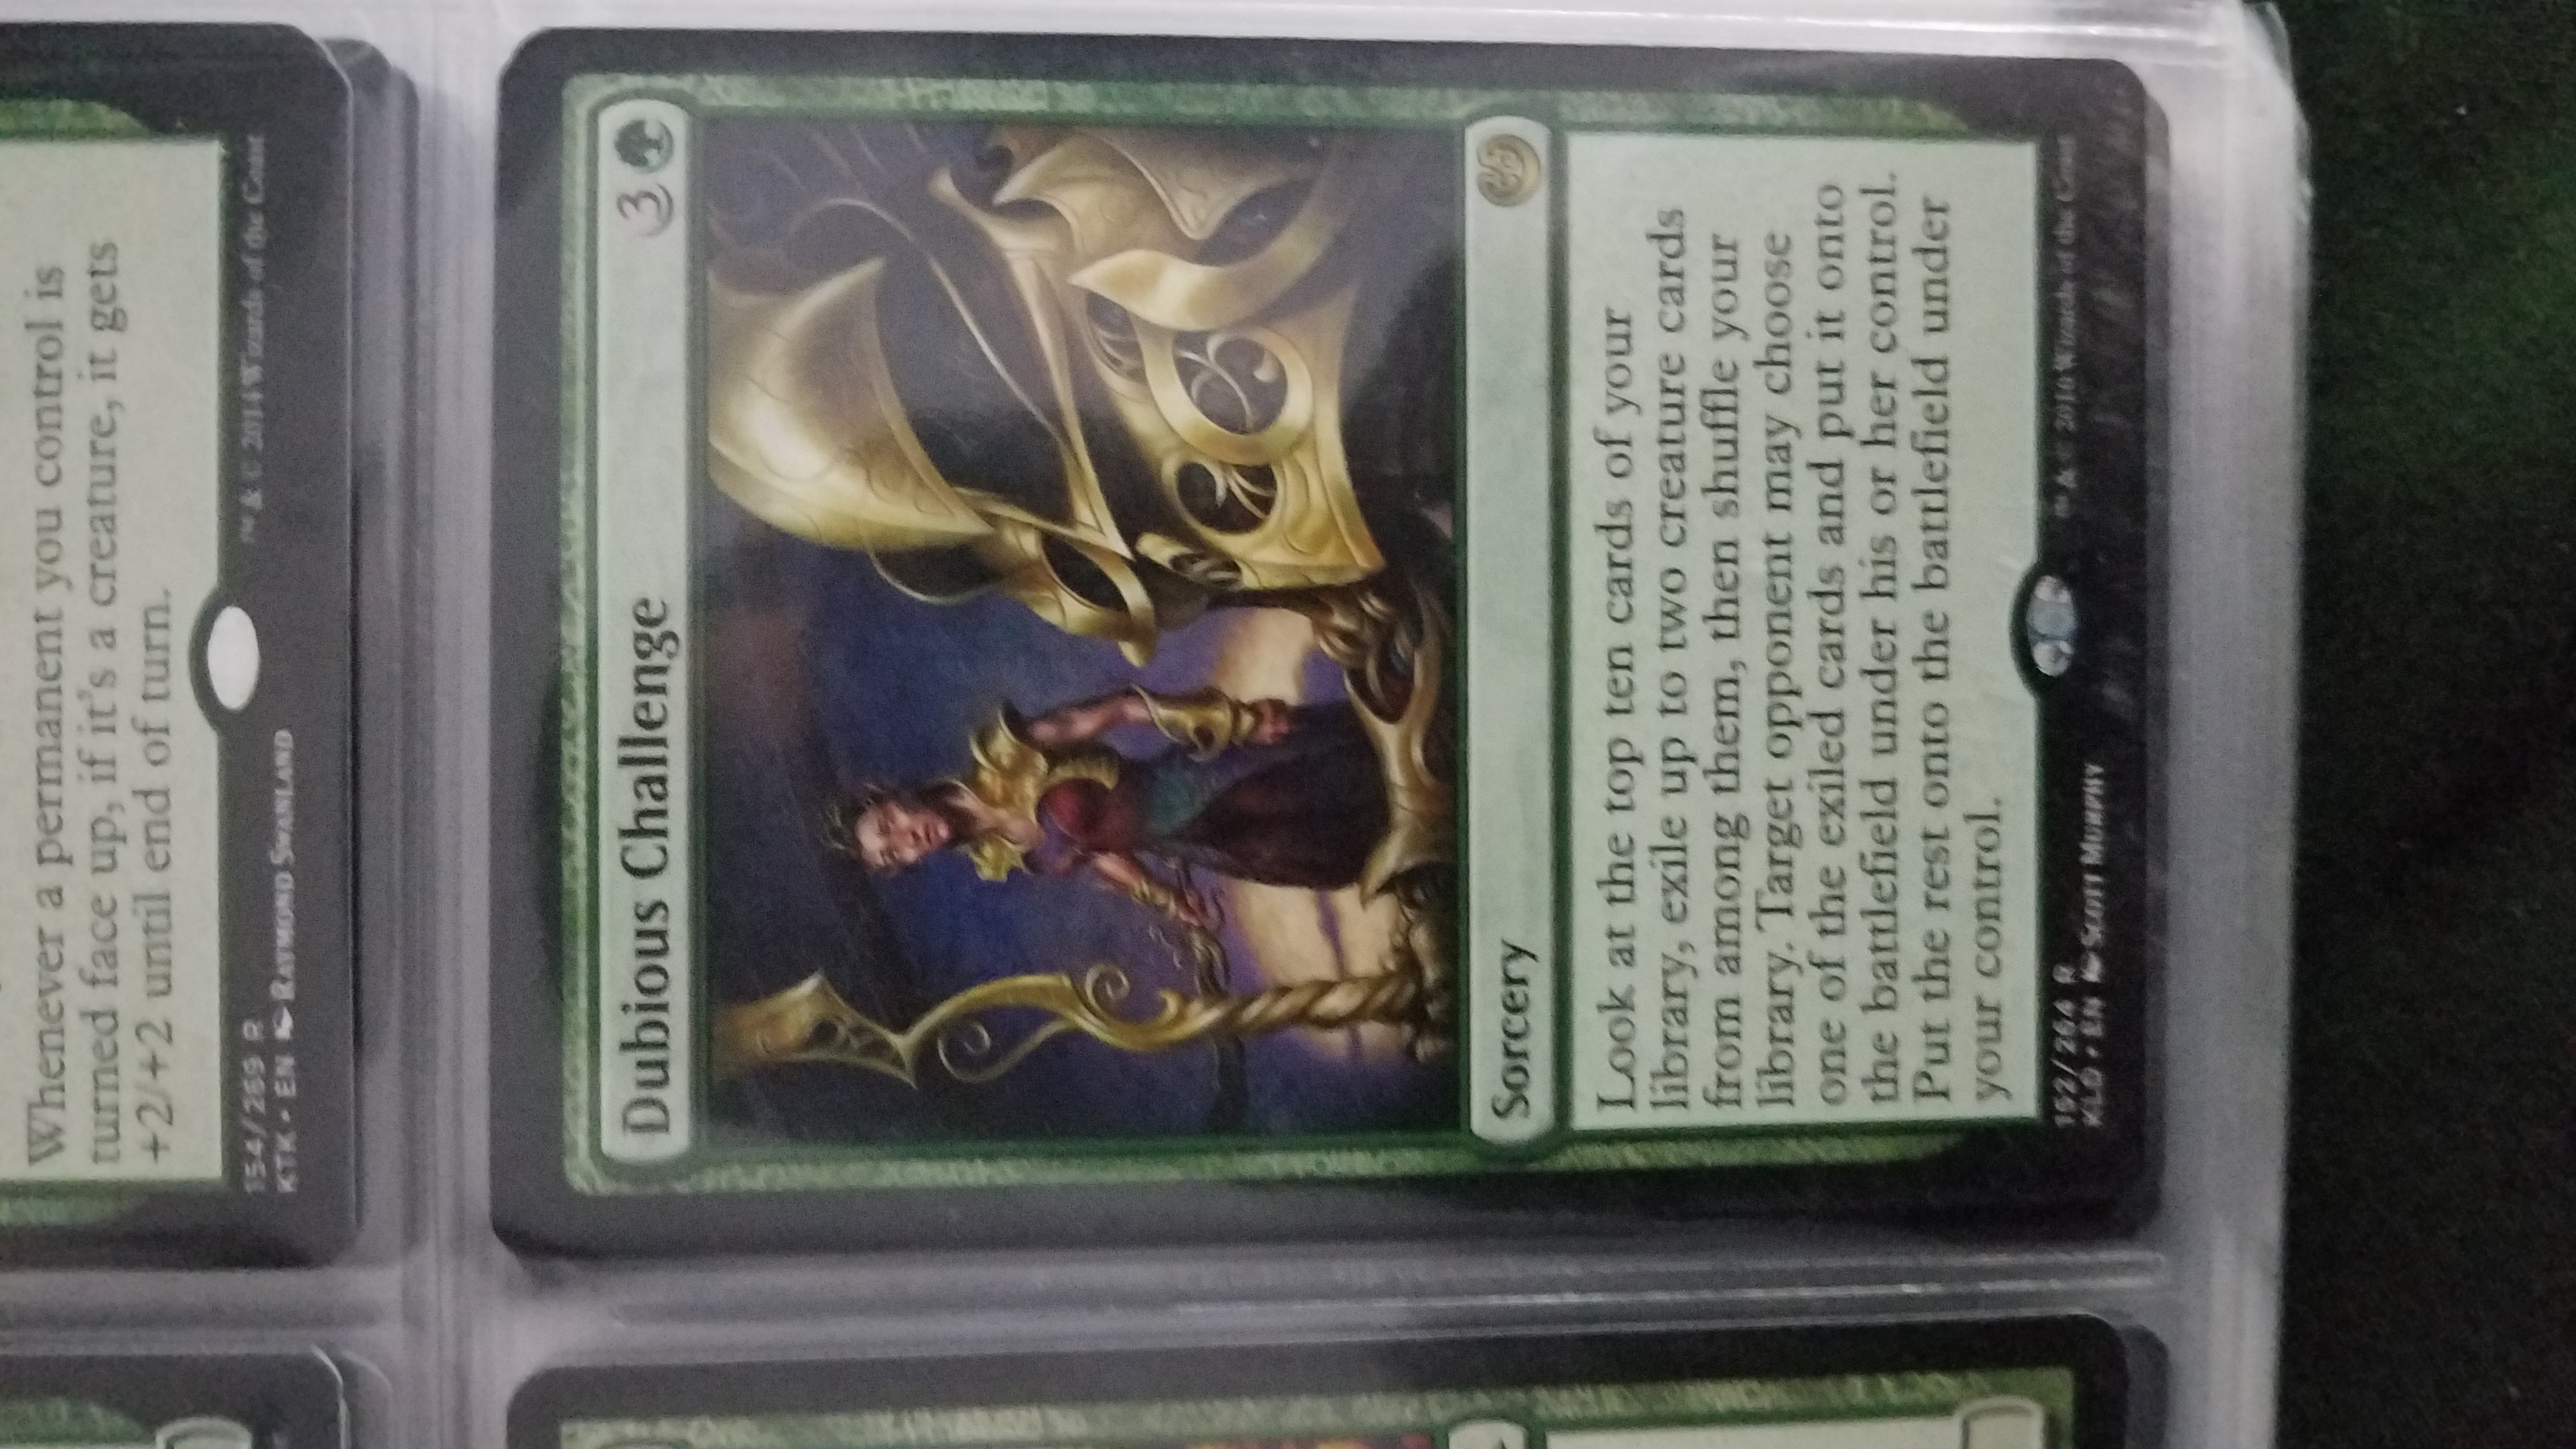 Whenever a permanent you control is
turned face up, if it's a creature, it gets
+2/+2 until end of turn.
154/269 R
™ & © 2014 Wizards of the Coast
KTK • EN Raymond Swanland
Dubious Challenge
3
Sorcery
Look at the top ten cards of your
library, exile up to two creature cards
from among them, then shuffle your
library. Target opponent may choose
one of the exiled cards and put it onto
the battlefield under his or her control.
Put the rest onto the battlefield under
your control.
152/264 R
™ & © 2016 Wizards of the Coast
KLD • EN Scott Murphy